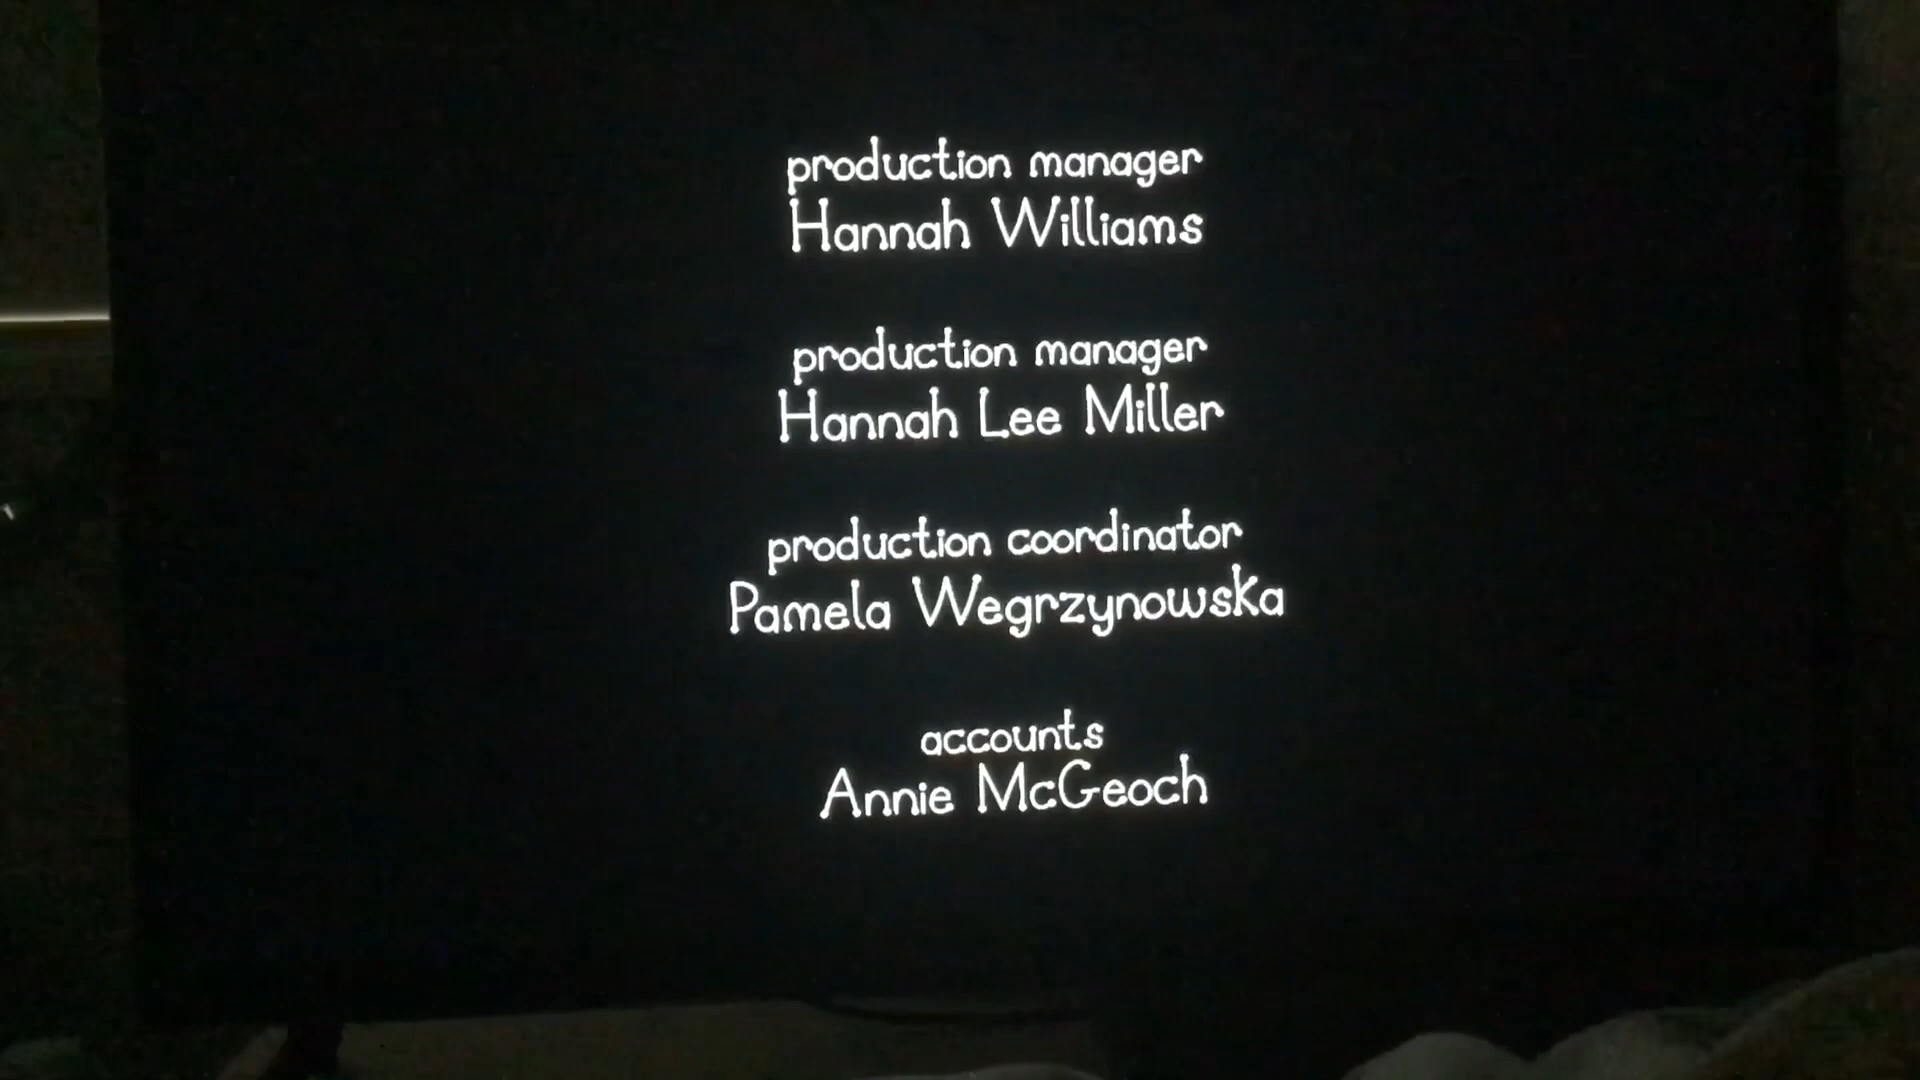 production manager
Hannah Williams
production manager
Hannah Lee Miller
production coordinator
Pamela Wegrzynowska
accounts
Annie McGeoch